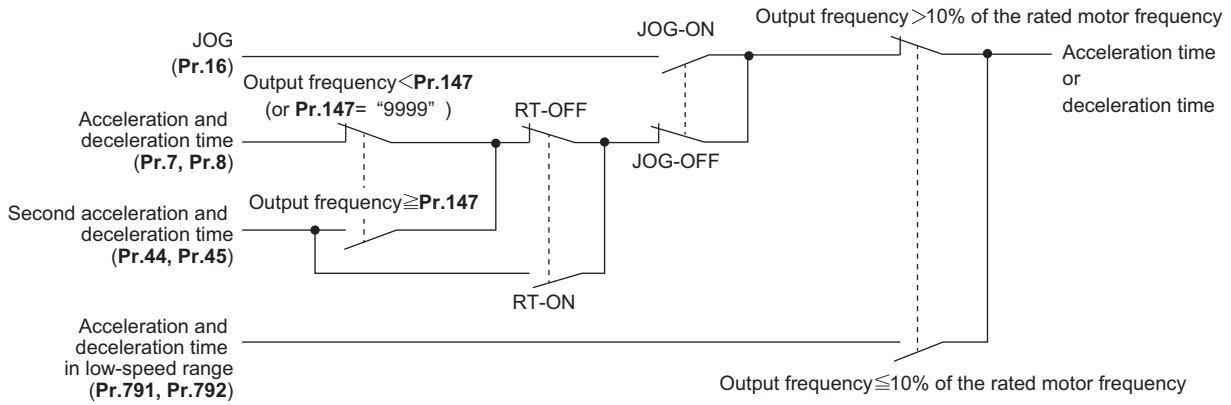 Output frequency＞10% of the rated motor frequency
JOG-ON
JOG
(Pr.16)
Acceleration time
or
deceleration time
Output frequency＜Pr.147
(or Pr.147= “9999” )
RT-OFF
Acceleration and
deceleration time
(Pr.7, Pr.8)
JOG-OFF
Second acceleration and
deceleration time
(Pr.44, Pr.45)
Output frequency≧Pr.147
RT-ON
Acceleration and
deceleration time
in low-speed range
(Pr.791, Pr.792)
Output frequency≦10% of the rated motor frequency